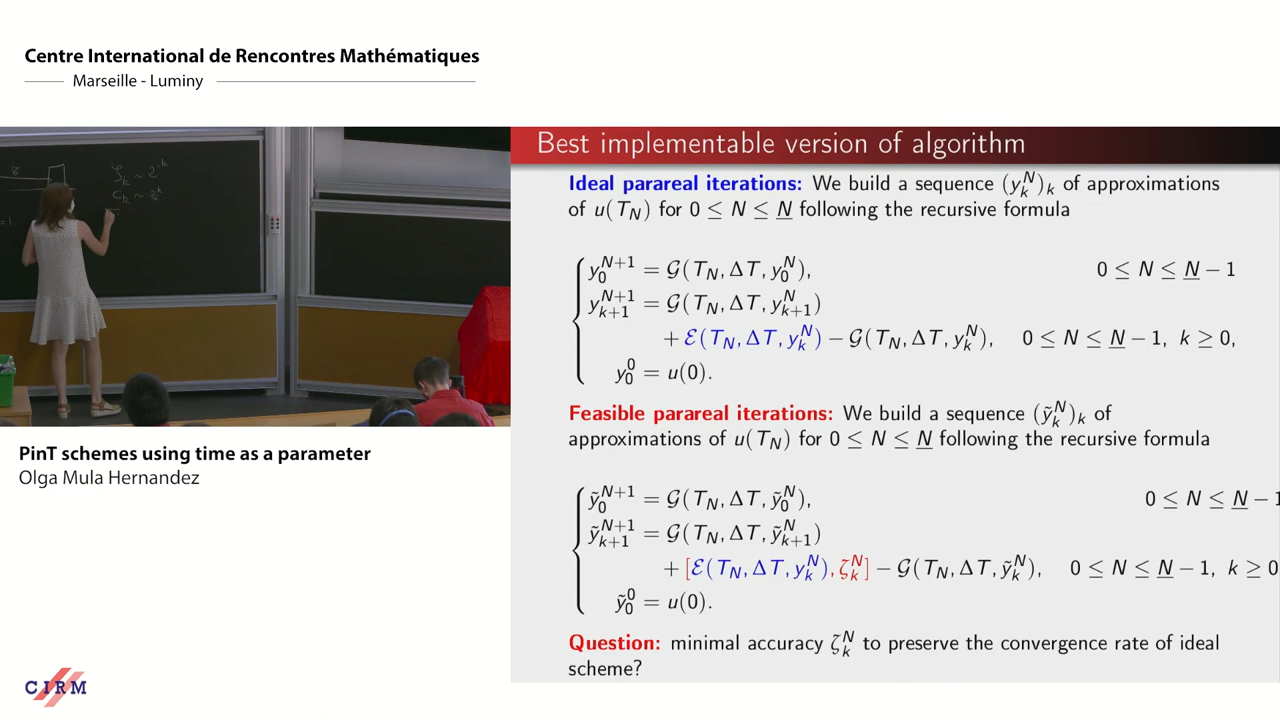 Centre International de Rencontres Mathématiques
Marseille - Luminy
Best implementable version of algorithm
Ideal parareal iterations: We build a sequence (y_k^N)_k of approximations
of u(T_N) for 0 ≤ N ≤ N̲ following the recursive formula
y_0^{N+1} = 𝒢(T_N, ΔT, y_0^N), 0 ≤ N ≤ N̲ − 1
y_{k+1}^{N+1} = 𝒢(T_N, ΔT, y_{k+1}^N)
+ ℰ(T_N, ΔT, y_k^N) − 𝒢(T_N, ΔT, y_k^N), 0 ≤ N ≤ N̲ − 1, k ≥ 0,
y_0^0 = u(0).
Feasible parareal iterations: We build a sequence (ỹ_k^N)_k of
approximations of u(T_N) for 0 ≤ N ≤ N̲ following the recursive formula
ỹ_0^{N+1} = 𝒢(T_N, ΔT, ỹ_0^N), 0 ≤ N ≤ N̲ − 1
ỹ_{k+1}^{N+1} = 𝒢(T_N, ΔT, ỹ_{k+1}^N)
+ [ℰ(T_N, ΔT, y_k^N), ζ_k^N] − 𝒢(T_N, ΔT, ỹ_k^N), 0 ≤ N ≤ N̲ − 1, k ≥ 0
ỹ_0^0 = u(0).
Question: minimal accuracy ζ_k^N to preserve the convergence rate of ideal
scheme?
PinT schemes using time as a parameter
Olga Mula Hernandez
CIRM